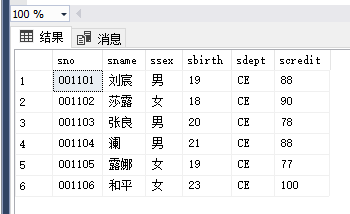 100 %
结果 消息
sno sname ssex sbirth sdept scredit
1 001101 刘宸 男 19 CE 88
2 001102 莎露 女 18 CE 90
3 001103 张良 男 20 CE 78
4 001104 澜 男 21 CE 88
5 001105 露娜 女 19 CE 77
6 001106 和平 女 23 CE 100